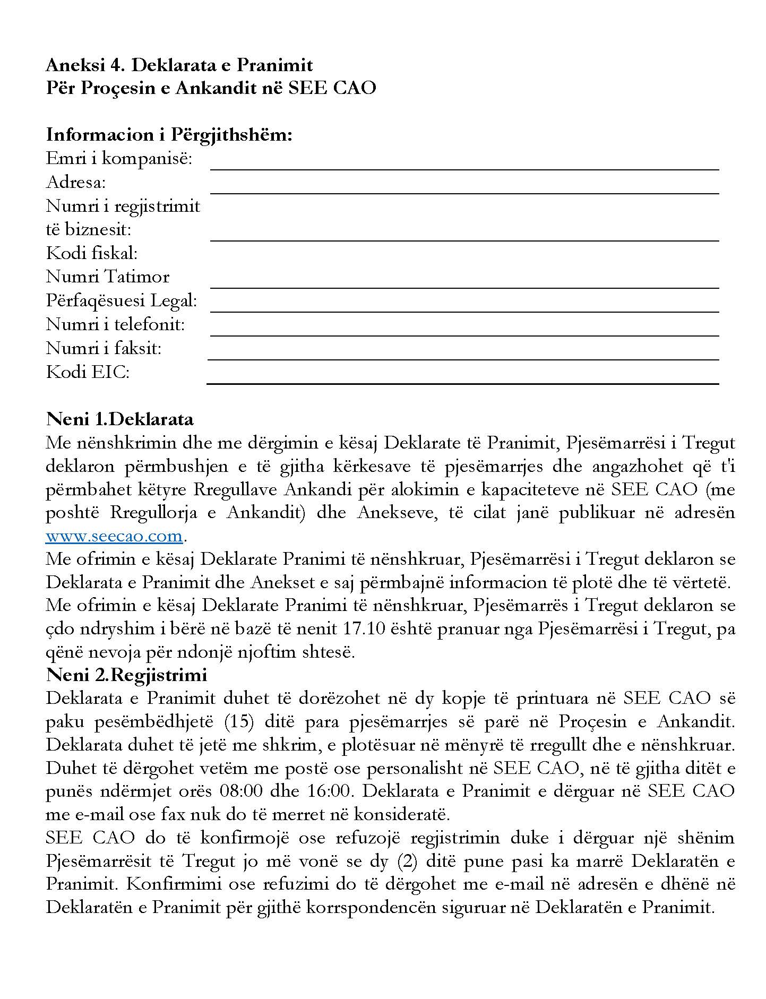 Aneksi 4. Deklarata e Pranimit
Për Proçesin e Ankandit në SEE CAO
Informacion i Përgjithshëm:
Emri i kompanisë:
Adresa:
Numri i regjistrimit
të biznesit:
Kodi fiskal:
Numri Tatimor
Përfaqësuesi Legal:
Numri i telefonit:
Numri i faksit:
Kodi EIC:
Neni 1.Deklarata
Me nënshkrimin dhe me dërgimin e kësaj Deklarate të Pranimit, Pjesëmarrësi i Tregut
deklaron përmbushjen e të gjitha kërkesave të pjesëmarrjes dhe angazhohet që t'i
përmbahet këtyre Rregullave Ankandi për alokimin e kapaciteteve në SEE CAO (me
poshtë Rregullorja e Ankandit) dhe Anekseve, të cilat janë publikuar në adresën
www.seecao.com.
Me ofrimin e kësaj Deklarate Pranimi të nënshkruar, Pjesëmarrësi i Tregut deklaron se
Deklarata e Pranimit dhe Anekset e saj përmbajnë informacion të plotë dhe të vërtetë.
Me ofrimin e kësaj Deklarate Pranimi të nënshkruar, Pjesëmarrës i Tregut deklaron se
çdo ndryshim i bërë në bazë të nenit 17.10 është pranuar nga Pjesëmarrësi i Tregut, pa
qënë nevoja për ndonjë njoftim shtesë.
Neni 2.Regjistrimi
Deklarata e Pranimit duhet të dorëzohet në dy kopje të printuara në SEE CAO së
paku pesëmbëdhjetë (15) ditë para pjesëmarrjes së parë në Proçesin e Ankandit.
Deklarata duhet të jetë me shkrim, e plotësuar në mënyrë të rregullt dhe e nënshkruar.
Duhet të dërgohet vetëm me postë ose personalisht në SEE CAO, në të gjitha ditët e
punës ndërmjet orës 08:00 dhe 16:00. Deklarata e Pranimit e dërguar në SEE CAO
me e-mail ose fax nuk do të merret në konsideratë.
SEE CAO do të konfirmojë ose refuzojë regjistrimin duke i dërguar një shënim
Pjesëmarrësit të Tregut jo më vonë se dy (2) ditë pune pasi ka marrë Deklaratën e
Pranimit. Konfirmimi ose refuzimi do të dërgohet me e-mail në adresën e dhënë në
Deklaratën e Pranimit për gjithë korrspondencën siguruar në Deklaratën e Pranimit.